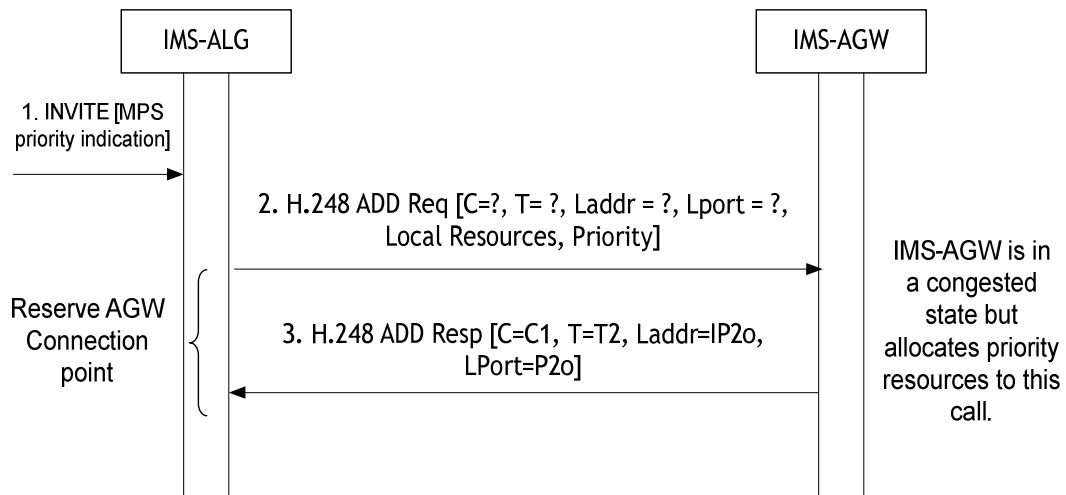 IMS-ALG
IMS-AGW
1. INVITE [MPS
priority indication]
2. H.248 ADD Req [C=?, T= ?, Laddr = ?, Lport = ?,
Local Resources, Priority]
Reserve AGW
Connection
point
3. H.248 ADD Resp [C=C1, T=T2, Laddr=IP2o,
LPort=P2o]
IMS-AGW is in
a congested
state but
allocates priority
resources to this
call.